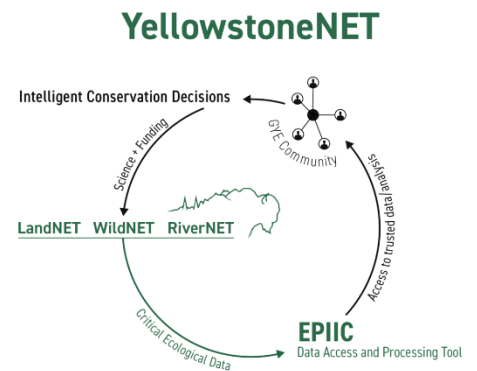 YellowstoneNET
Intelligent Conservation Decisions
GYE Community
Science + Funding
LandNET WildNET RiverNET
Access to trusted data/analysis
Critical Ecological Data
EPIIC
Data Access and Processing Tool